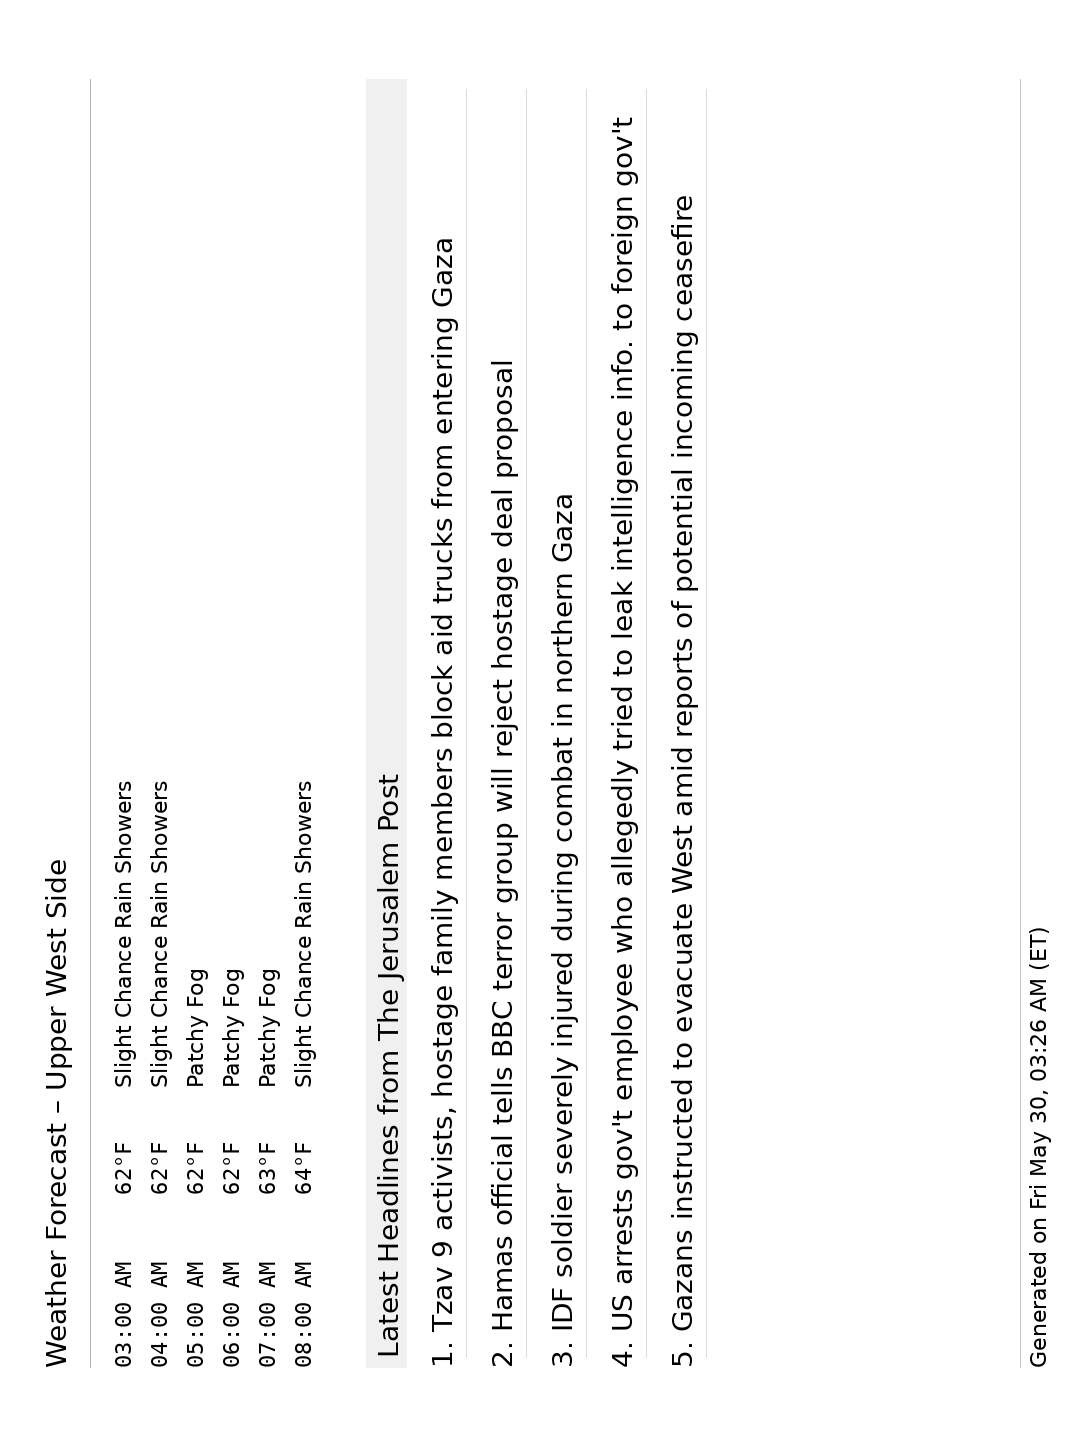 Weather Forecast – Upper West Side
03:00 AM 62°F Slight Chance Rain Showers
04:00 AM 62°F Slight Chance Rain Showers
05:00 AM 62°F Patchy Fog
06:00 AM 62°F Patchy Fog
07:00 AM 63°F Patchy Fog
08:00 AM 64°F Slight Chance Rain Showers
Latest Headlines from The Jerusalem Post
1. Tzav 9 activists, hostage family members block aid trucks from entering Gaza
2. Hamas official tells BBC terror group will reject hostage deal proposal
3. IDF soldier severely injured during combat in northern Gaza
4. US arrests gov't employee who allegedly tried to leak intelligence info. to foreign gov't
5. Gazans instructed to evacuate West amid reports of potential incoming ceasefire
Generated on Fri May 30, 03:26 AM (ET)